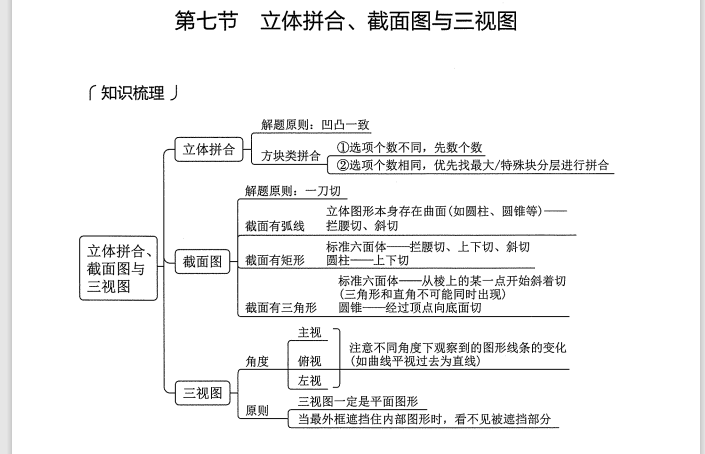 第七节 立体拼合、截面图与三视图
知识梳理
解题原则：凹凸一致
立体拼合
方块类拼合
①选项个数不同，先数个数
②选项个数相同，优先找最大/特殊块分层进行拼合
解题原则：一刀切
立体图形本身存在曲面(如圆柱、圆锥等)——
截面有弧线
拦腰切、斜切
立体拼合、
截面图与
三视图
截面图
标准六面体——拦腰切、上下切、斜切
截面有矩形
圆柱——上下切
标准六面体——从棱上的某一点开始斜着切
(三角形和直角不可能同时出现)
截面有三角形
圆锥——经过顶点向底面切
三视图
角度
主视
俯视
左视
注意不同角度下观察到的图形线条的变化
(如曲线平视过去为直线)
原则
三视图一定是平面图形
当最外框遮挡住内部图形时，看不见被遮挡部分